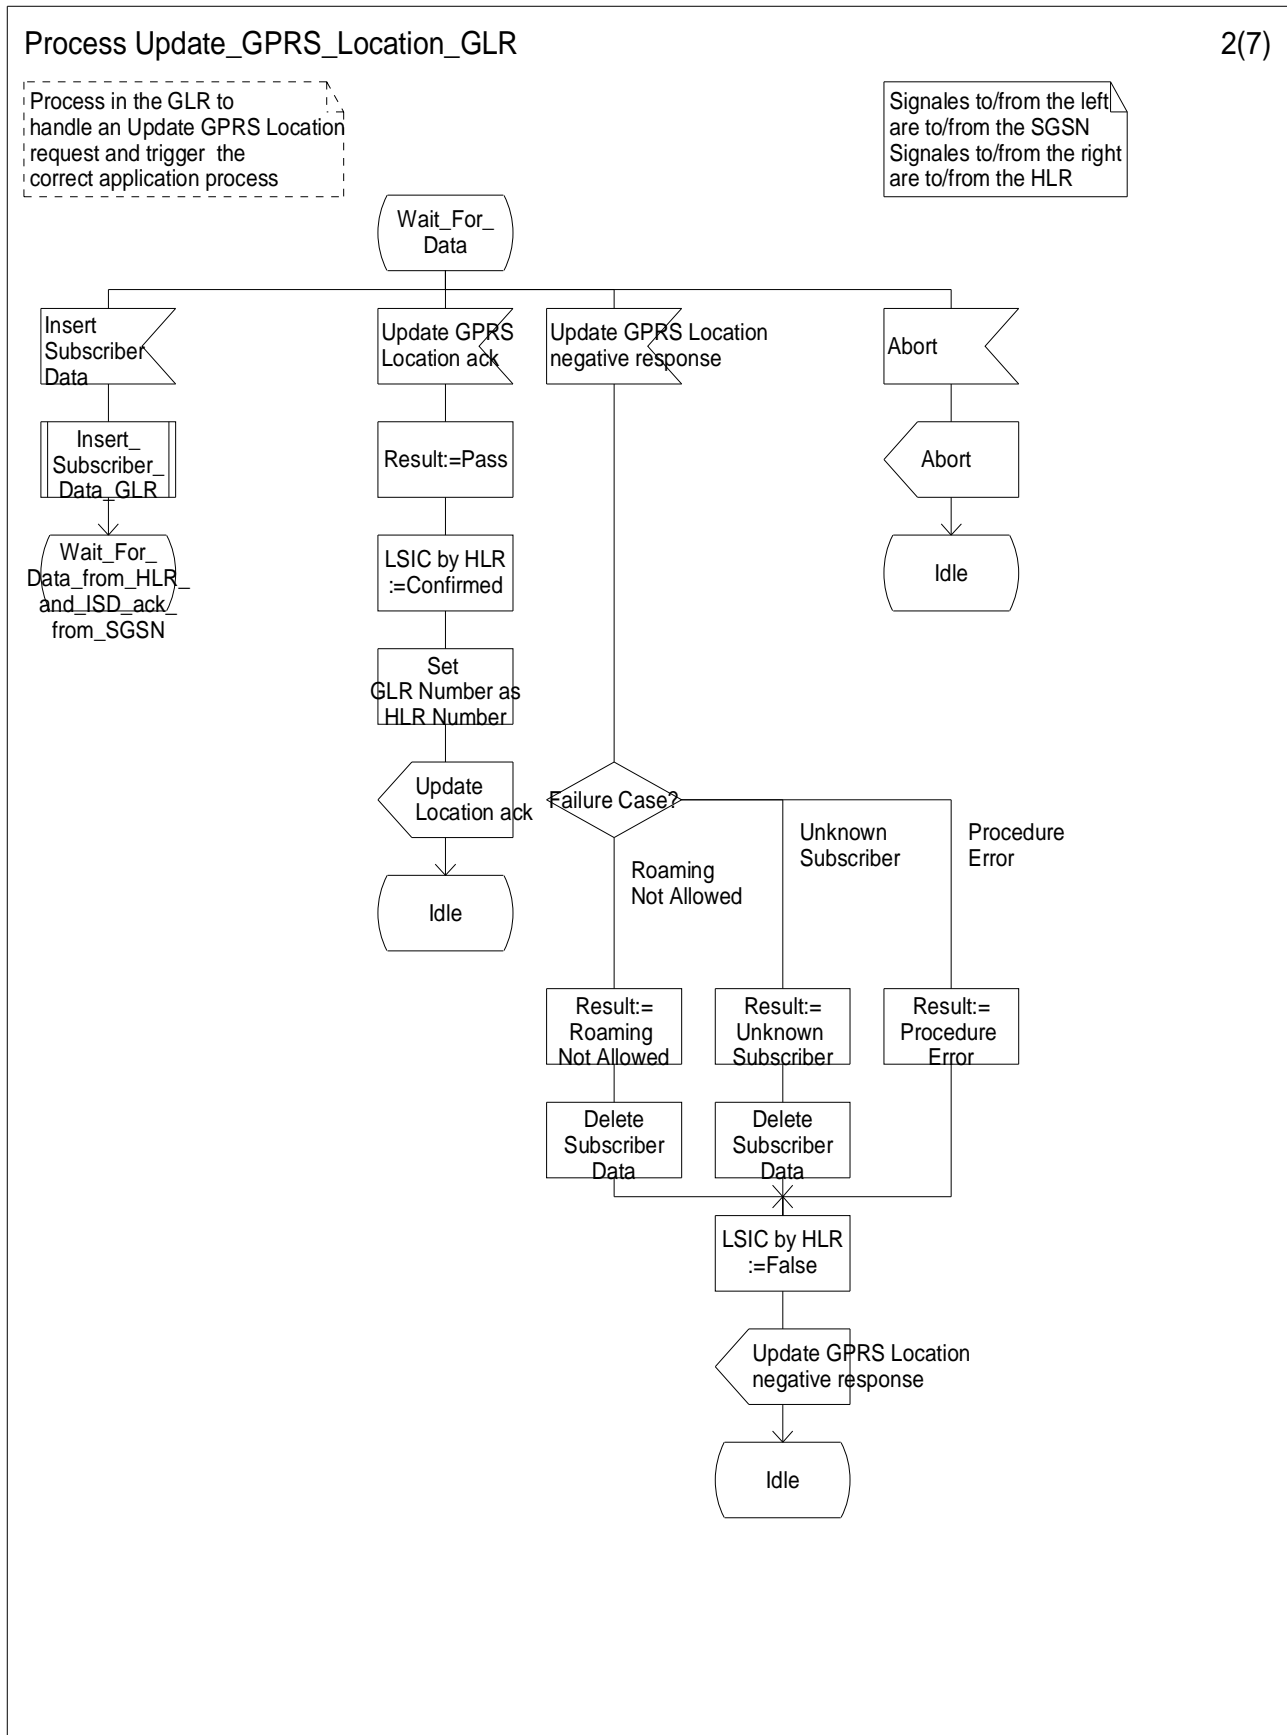 Process Update_GPRS_Location_GLR
2(7)
Process in the GLR to
handle an Update GPRS Location
request and trigger the
correct application process
Signales to/from the left
are to/from the SGSN
Signales to/from the right
are to/from the HLR
Wait_For_
Data
Insert
Subscriber
Data
Update GPRS
Location ack
Update GPRS Location
negative response
Abort
Insert_
Subscriber_
Data_GLR
Result:=Pass
Abort
Wait_For_
Data_from_HLR_
and_ISD_ack_
from_SGSN
LSIC by HLR
:=Confirmed
Idle
Set
GLR Number as
HLR Number
Update
Location ack
Failure Case?
Unknown
Subscriber
Procedure
Error
Roaming
Not Allowed
Idle
Result:=
Roaming
Not Allowed
Result:=
Unknown
Subscriber
Result:=
Procedure
Error
Delete
Subscriber
Data
Delete
Subscriber
Data
LSIC by HLR
:=False
Update GPRS Location
negative response
Idle